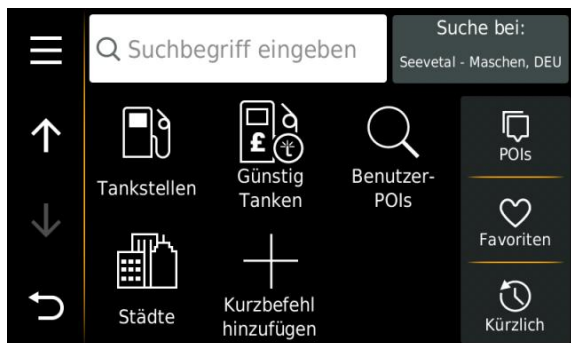 Suchbegriff eingeben
Suche bei:
Seevetal - Maschen, DEU
Tankstellen
£
Günstig
Tanken
Benutzer-
POIs
POIs
Favoriten
Städte
Kurzbefehl
hinzufügen
Kürzlich